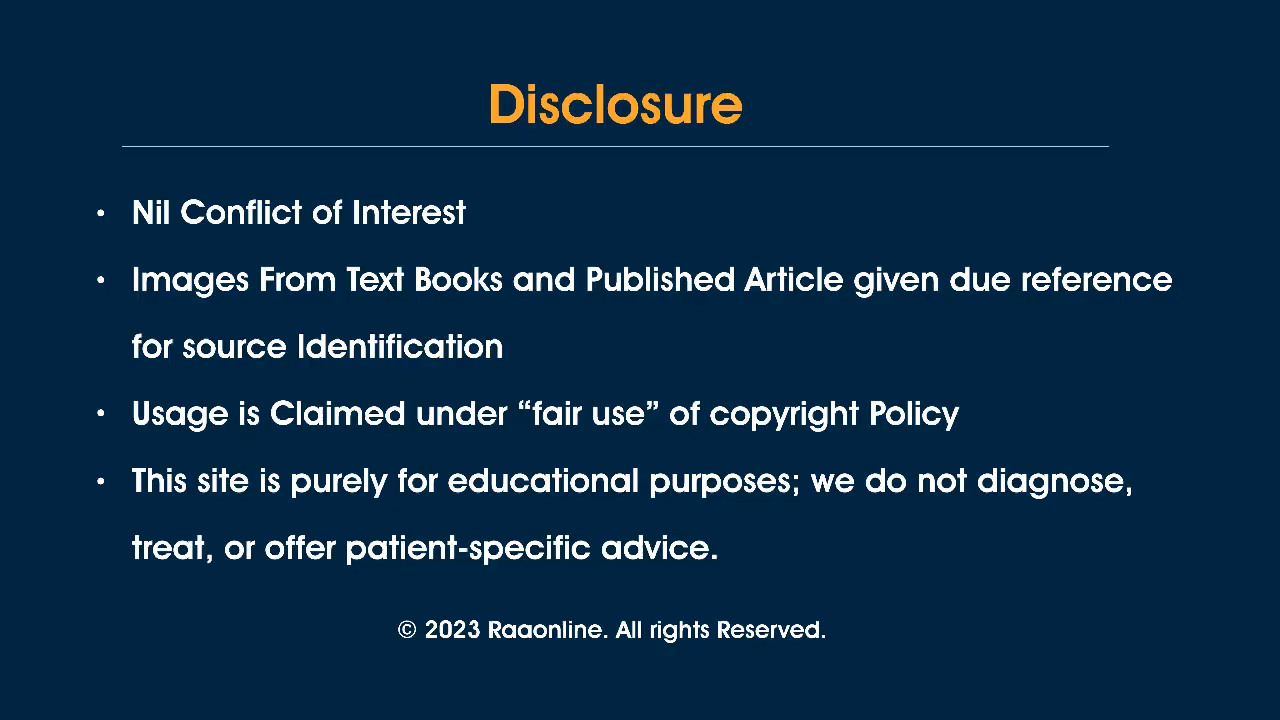 Disclosure
• Nil Conflict of Interest
• Images From Text Books and Published Article given due reference
for source Identification
• Usage is Claimed under “fair use” of copyright Policy
• This site is purely for educational purposes; we do not diagnose,
treat, or offer patient-specific advice.
© 2023 Raaonline. All rights Reserved.